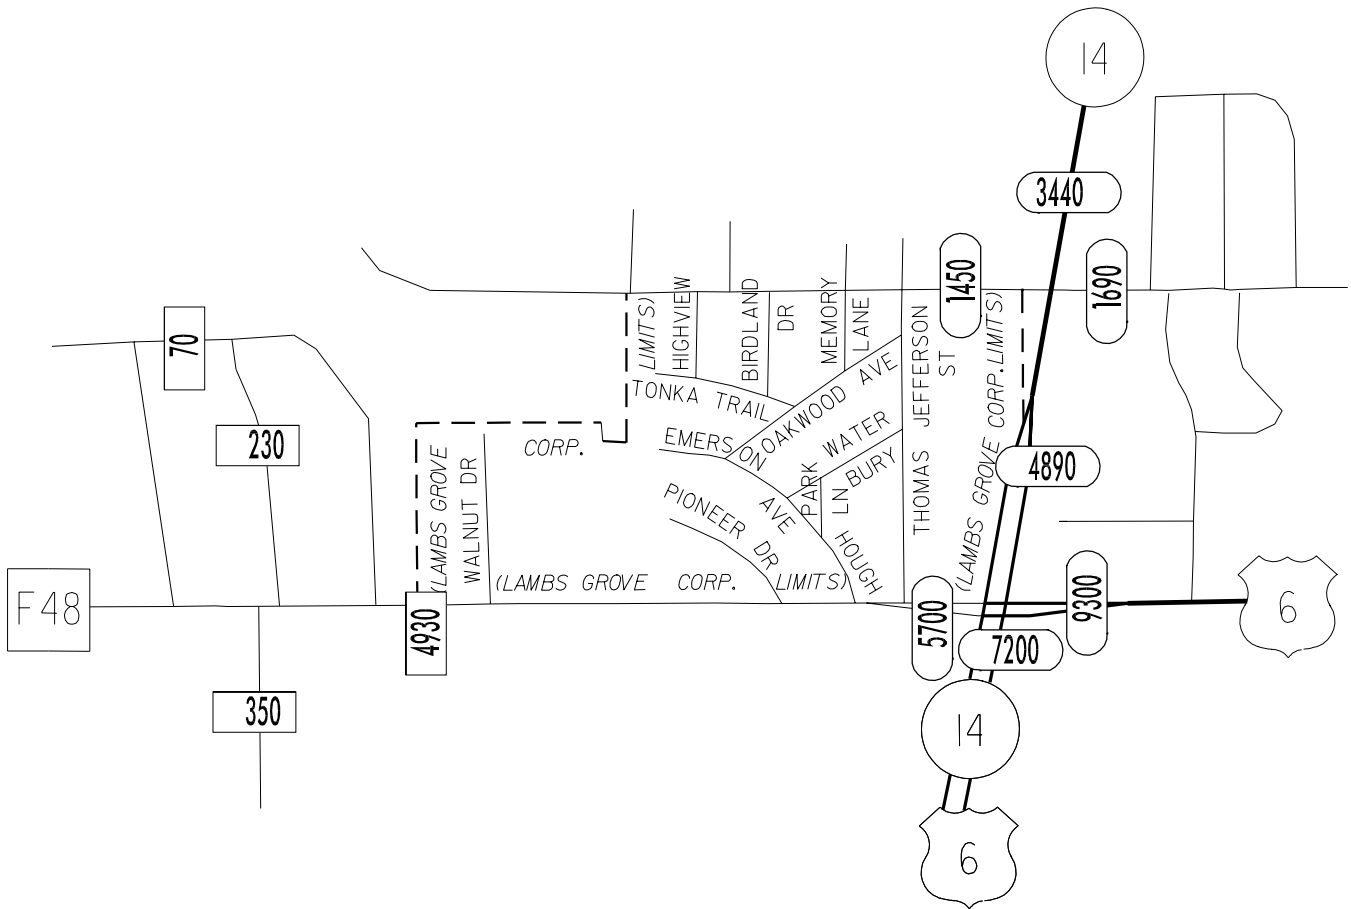 14
3440
1450
1690
70
230
LIMITS)
HIGHVIEW
BIRDLAND
DR
MEMORY
LANE
THOMAS JEFFERSON
ST
(LAMBS GROVE CORP. LIMITS)
TONKA TRAIL
OAKWOOD AVE
EMERSON
AVE
PARK
LN
WATER
BURY
HOUGH
PIONEER DR
CORP.
(LAMBS GROVE
WALNUT DR
THOMAS JEFFERSON
4890
(LAMBS GROVE CORP. LIMITS)
F48
4930
5700
7200
9300
6
350
14
6